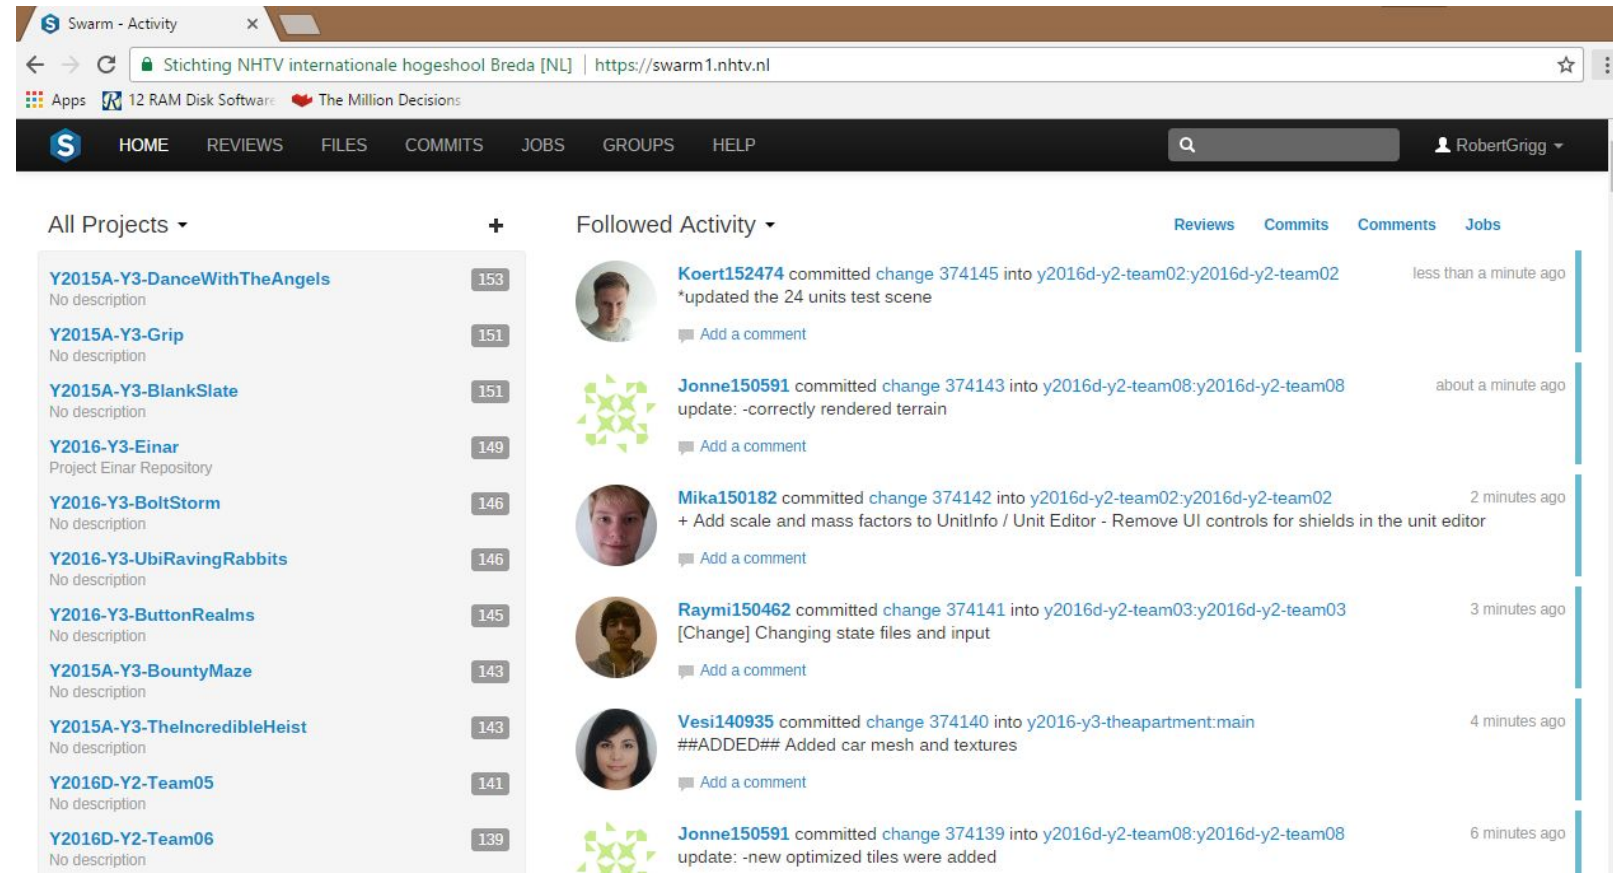 Swarm - Activity
Stichting NHTV internationale hogeshool Breda [NL] https://swarm1.nhtv.nl
Apps 12 RAM Disk Software The Million Decisions
HOME REVIEWS FILES COMMITS JOBS GROUPS HELP RobertGrigg
All Projects
Y2015A-Y3-DanceWithTheAngels 153
No description
Y2015A-Y3-Grip 151
No description
Y2015A-Y3-BlankSlate 151
No description
Y2016-Y3-Einar 149
Project Einar Repository
Y2016-Y3-BoltStorm 146
No description
Y2016-Y3-UbiRavingRabbits 146
No description
Y2016-Y3-ButtonRealms 145
No description
Y2015A-Y3-BountyMaze 143
No description
Y2015A-Y3-TheIncredibleHeist 143
No description
Y2016D-Y2-Team05 141
No description
Y2016D-Y2-Team06 139
No description
Followed Activity Reviews Commits Comments Jobs
Koert152474 committed change 374145 into y2016d-y2-team02:y2016d-y2-team02 less than a minute ago
*updated the 24 units test scene
Add a comment
Jonne150591 committed change 374143 into y2016d-y2-team08:y2016d-y2-team08 about a minute ago
update: -correctly rendered terrain
Add a comment
Mika150182 committed change 374142 into y2016d-y2-team02:y2016d-y2-team02 2 minutes ago
+ Add scale and mass factors to UnitInfo / Unit Editor - Remove UI controls for shields in the unit editor
Add a comment
Raymi150462 committed change 374141 into y2016d-y2-team03:y2016d-y2-team03 3 minutes ago
[Change] Changing state files and input
Add a comment
Vesi140935 committed change 374140 into y2016-y3-theapartment:main 4 minutes ago
##ADDED## Added car mesh and textures
Add a comment
Jonne150591 committed change 374139 into y2016d-y2-team08:y2016d-y2-team08 6 minutes ago
update: -new optimized tiles were added